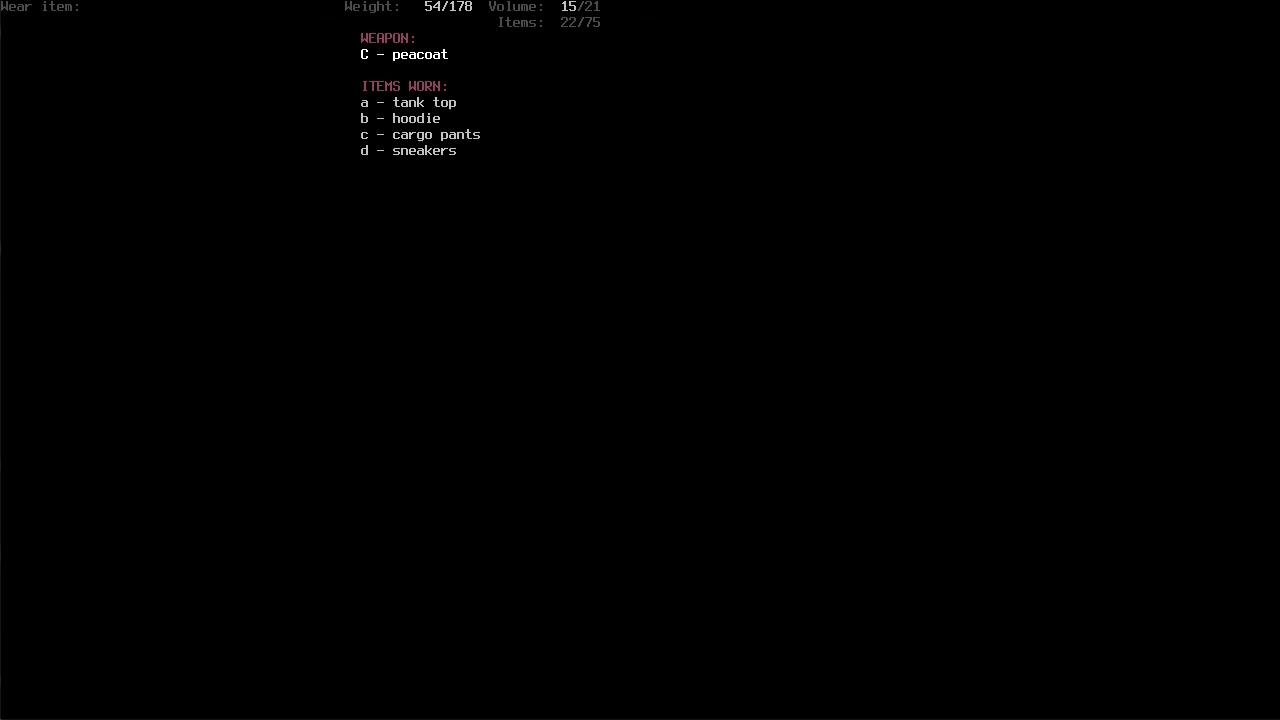 Wear item: Weight: 54/178 Volume: 15/21
Items: 22/75
WEAPON:
C - peacoat
ITEMS WORN:
a - tank top
b - hoodie
c - cargo pants
d - sneakers